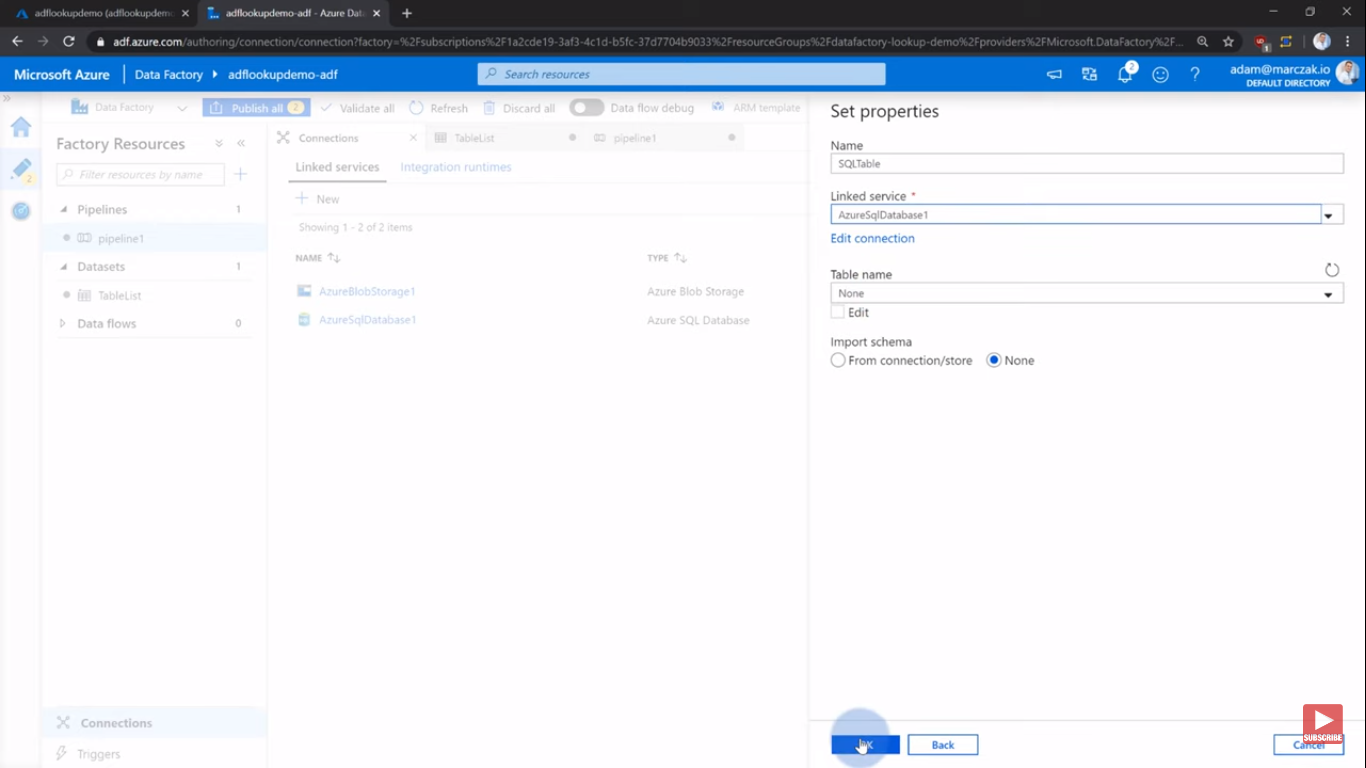 adflookupdemo (adflookupdemo
adflookupdemo-adf - Azure Data
adf.azure.com/authoring/connection/connection?factory=%2Fsubscriptions%2F1a2cde19-3af3-4c1d-b5fc-37d7704b9033%2FresourceGroups%2Fdatafactory-lookup-demo%2Fproviders%2FMicrosoft.DataFactory%2F...
Microsoft Azure
Data Factory
adflookupdemo-adf
Search resources
2
adam@marczak.io
DEFAULT DIRECTORY
Data Factory
Publish all
2
Validate all
Refresh
Discard all
Data flow debug
ARM template
Factory Resources
Filter resources by name
Pipelines
1
pipeline1
Datasets
1
TableList
Data flows
0
Connections
Triggers
Connections
TableList
pipeline1
Linked services
Integration runtimes
New
Showing 1 - 2 of 2 items
NAME
TYPE
AzureBlobStorage1
Azure Blob Storage
AzureSqlDatabase1
Azure SQL Database
Set properties
Name
SQLTable
Linked service *
AzureSqlDatabase1
Edit connection
Table name
None
Edit
Import schema
From connection/store
None
Back
Cancel
SUBSCRIBE